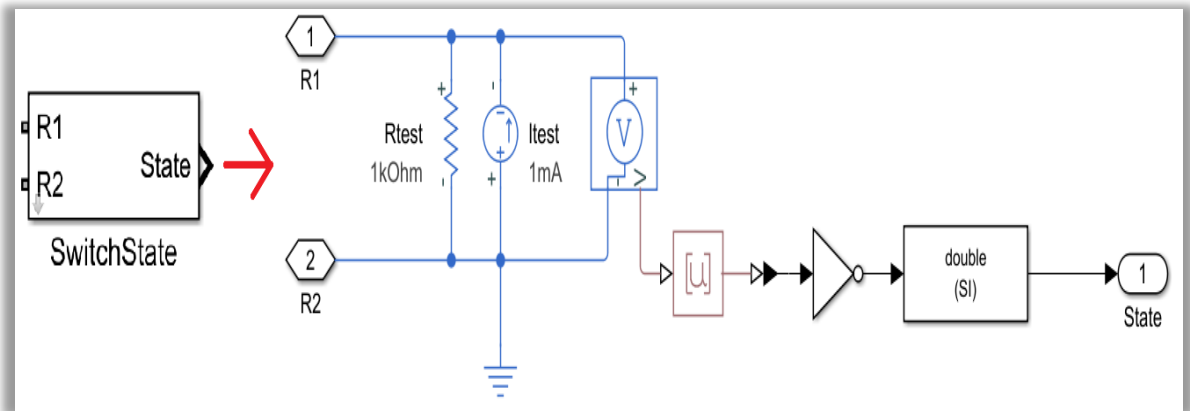 R1
State
R2
SwitchState
1
R1
+
-
Rtest
1kOhm
-
-
+
Itest
1mA
+
V
-
2
R2
[u]
double
(SI)
1
State